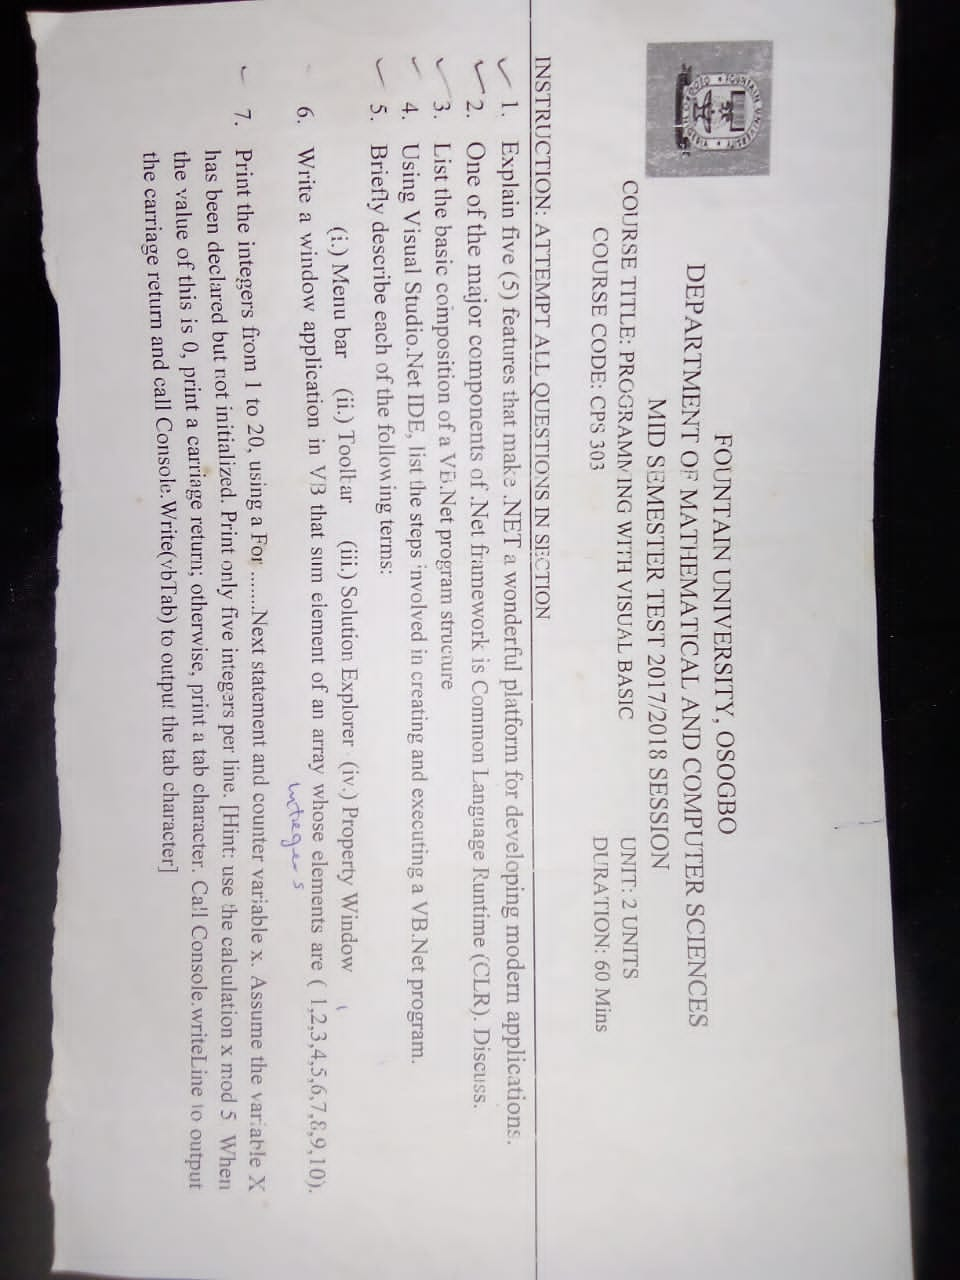 FOUNTAIN UNIVERSITY, OSOGBO
DEPARTMENT OF MATHEMATICAL AND COMPUTER SCIENCES
MID SEMESTER TEST 2017/2018 SESSION
COURSE TITLE: PROGRAMMING WITH VISUAL BASIC UNIT: 2 UNITS
COURSE CODE: CPS 303 DURATION: 60 Mins
INSTRUCTION: ATTEMPT ALL QUESTIONS IN SECTION
1. Explain five (5) features that make .NET a wonderful platform for developing modern applications.
2. One of the major components of .Net framework is Common Language Runtime (CLR). Discuss.
3. List the basic composition of a VB.Net program structure
4. Using Visual Studio.Net IDE, list the steps involved in creating and executing a VB.Net program.
5. Briefly describe each of the following terms:
(i.) Menu bar (ii.) Toolbar (iii.) Solution Explorer (iv.) Property Window
6. Write a window application in VB that sum element of an array whose elements are ( 1,2,3,4,5,6,7,8,9,10).
integers
7. Print the integers from 1 to 20, using a For .......Next statement and counter variable x. Assume the variable X
has been declared but not initialized. Print only five integers per line. [Hint: use the calculation x mod 5 When
the value of this is 0, print a carriage return; otherwise, print a tab character. Call Console.writeLine to output
the carriage return and call Console.Write(vbTab) to output the tab character]